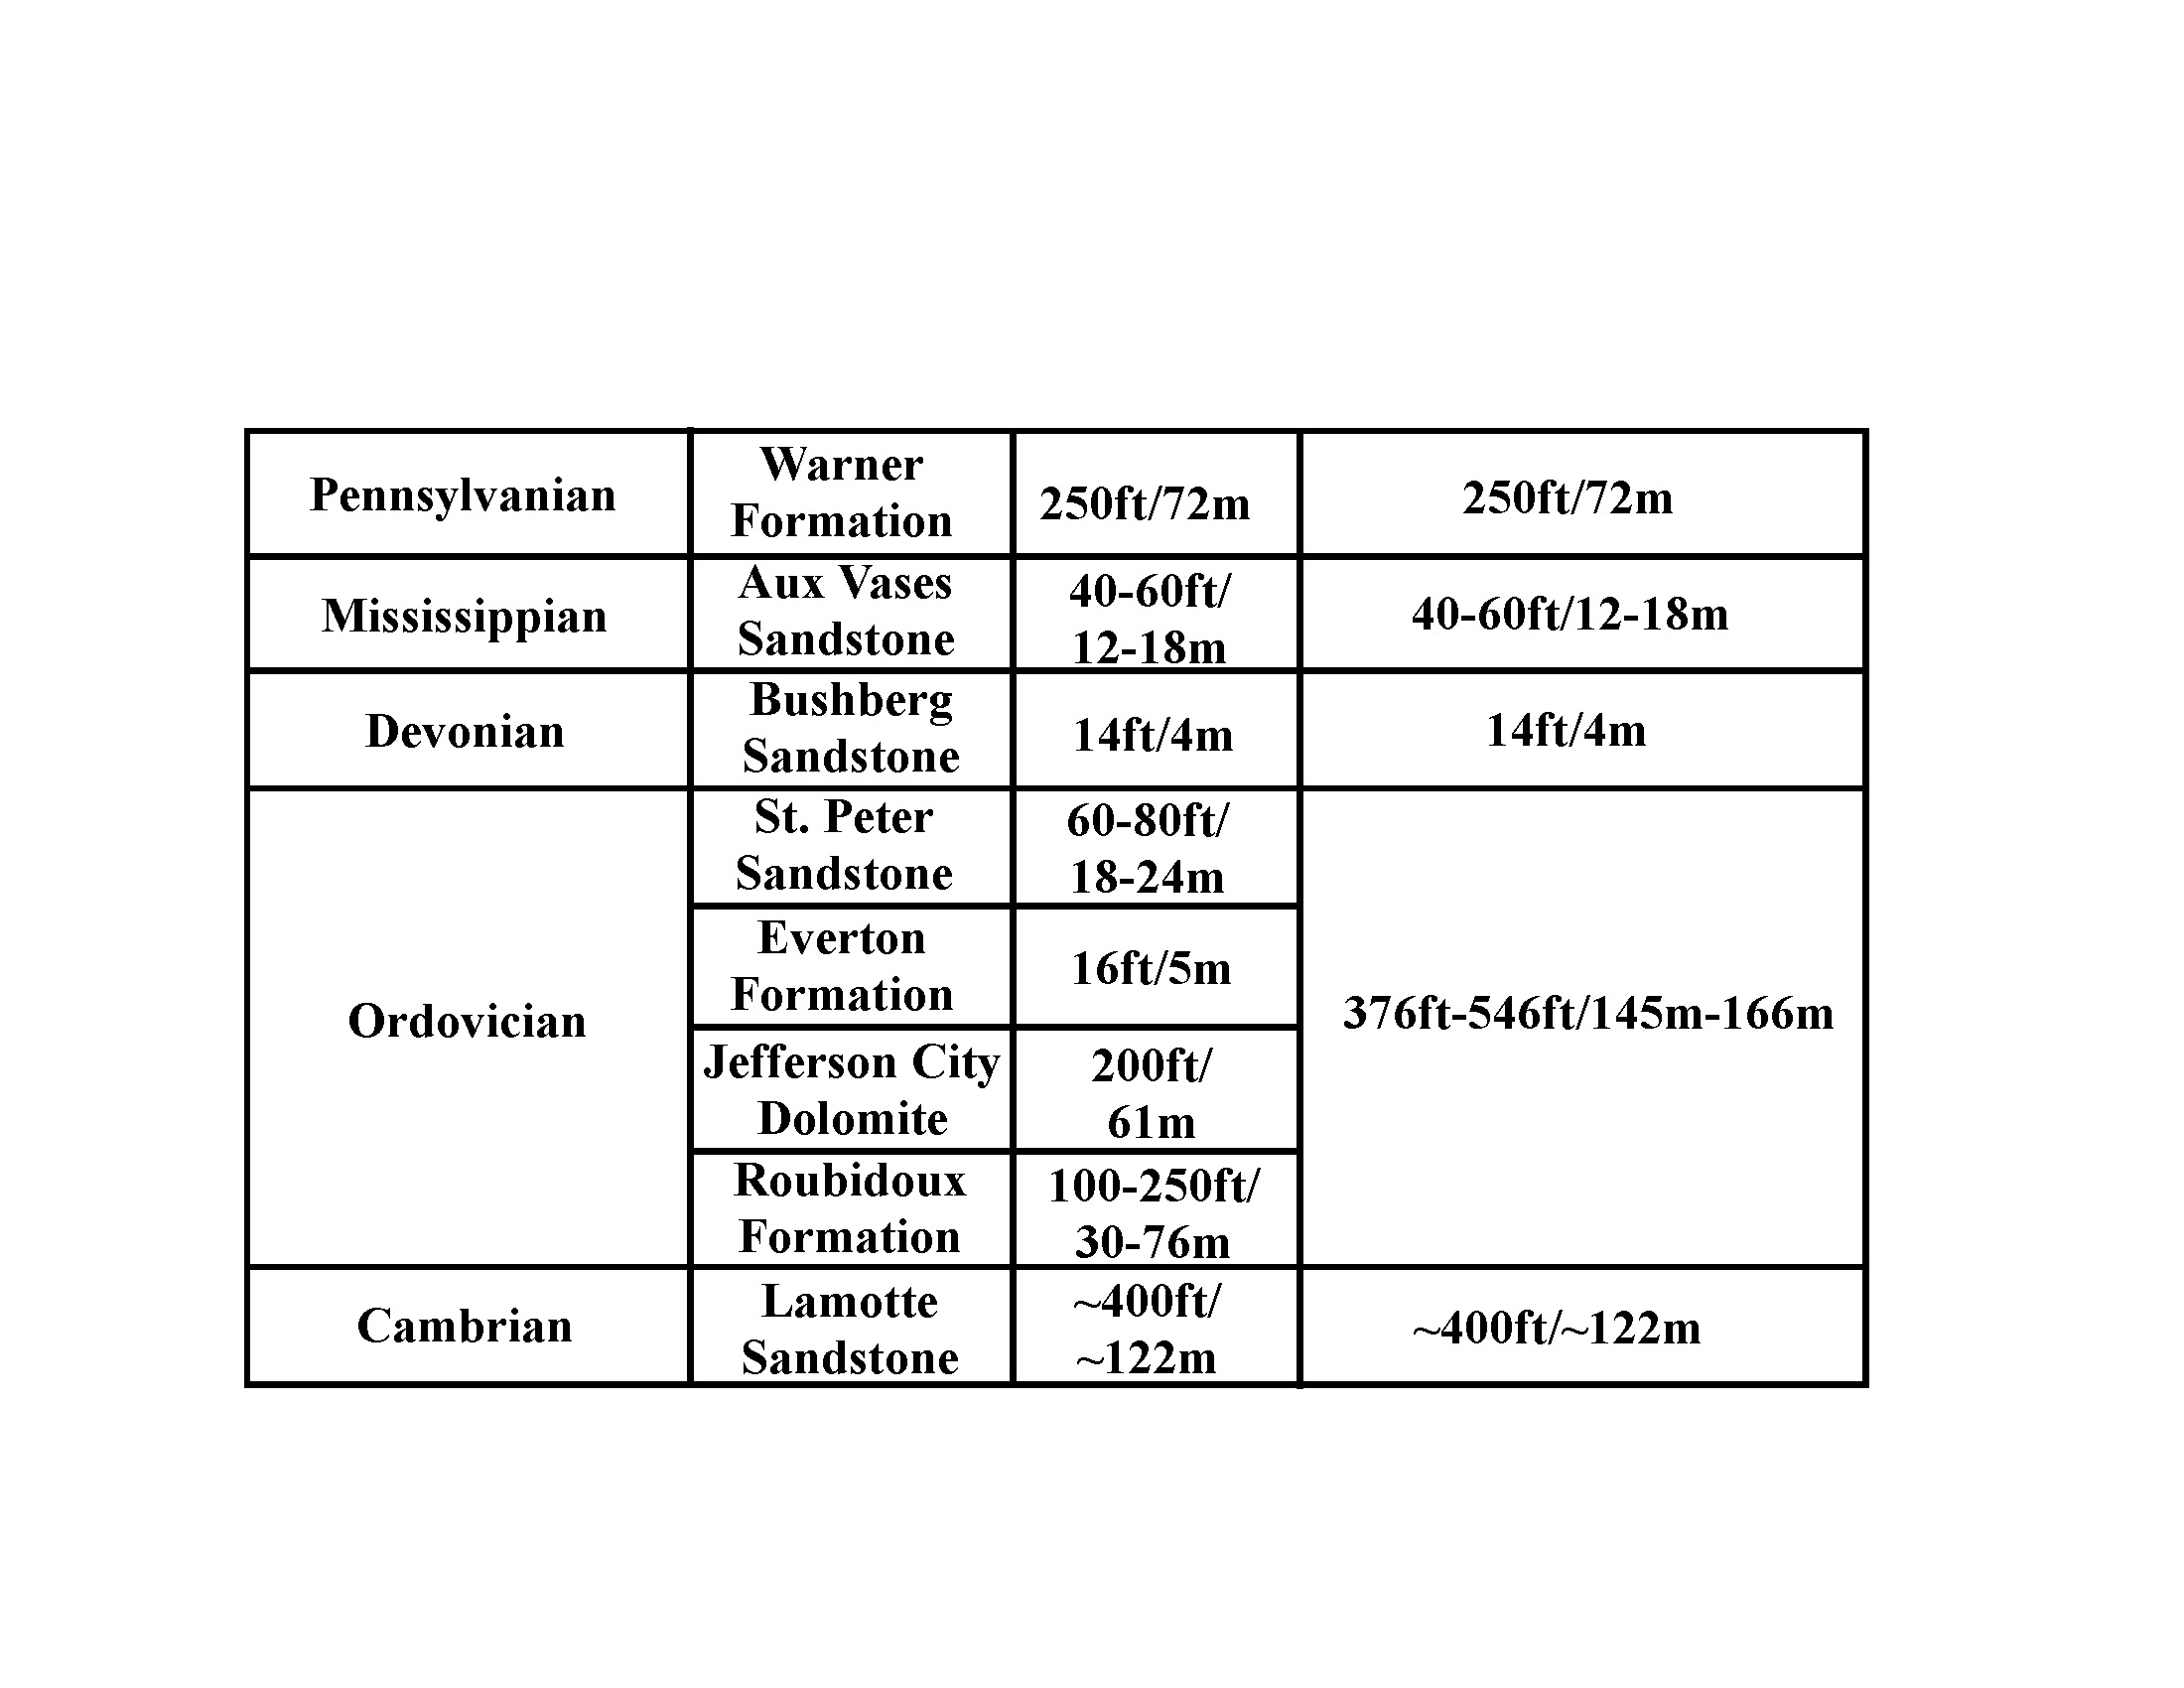 Pennsylvanian
Warner
Formation
250ft/72m
250ft/72m
Mississippian
Aux Vases
Sandstone
40-60ft/
12-18m
40-60ft/12-18m
Devonian
Bushberg
Sandstone
14ft/4m
14ft/4m
Ordovician
St. Peter
Sandstone
60-80ft/
18-24m
Everton
Formation
16ft/5m
Jefferson City
Dolomite
200ft/
61m
Roubidoux
Formation
100-250ft/
30-76m
376ft-546ft/145m-166m
Cambrian
Lamotte
Sandstone
~400ft/
~122m
~400ft/~122m